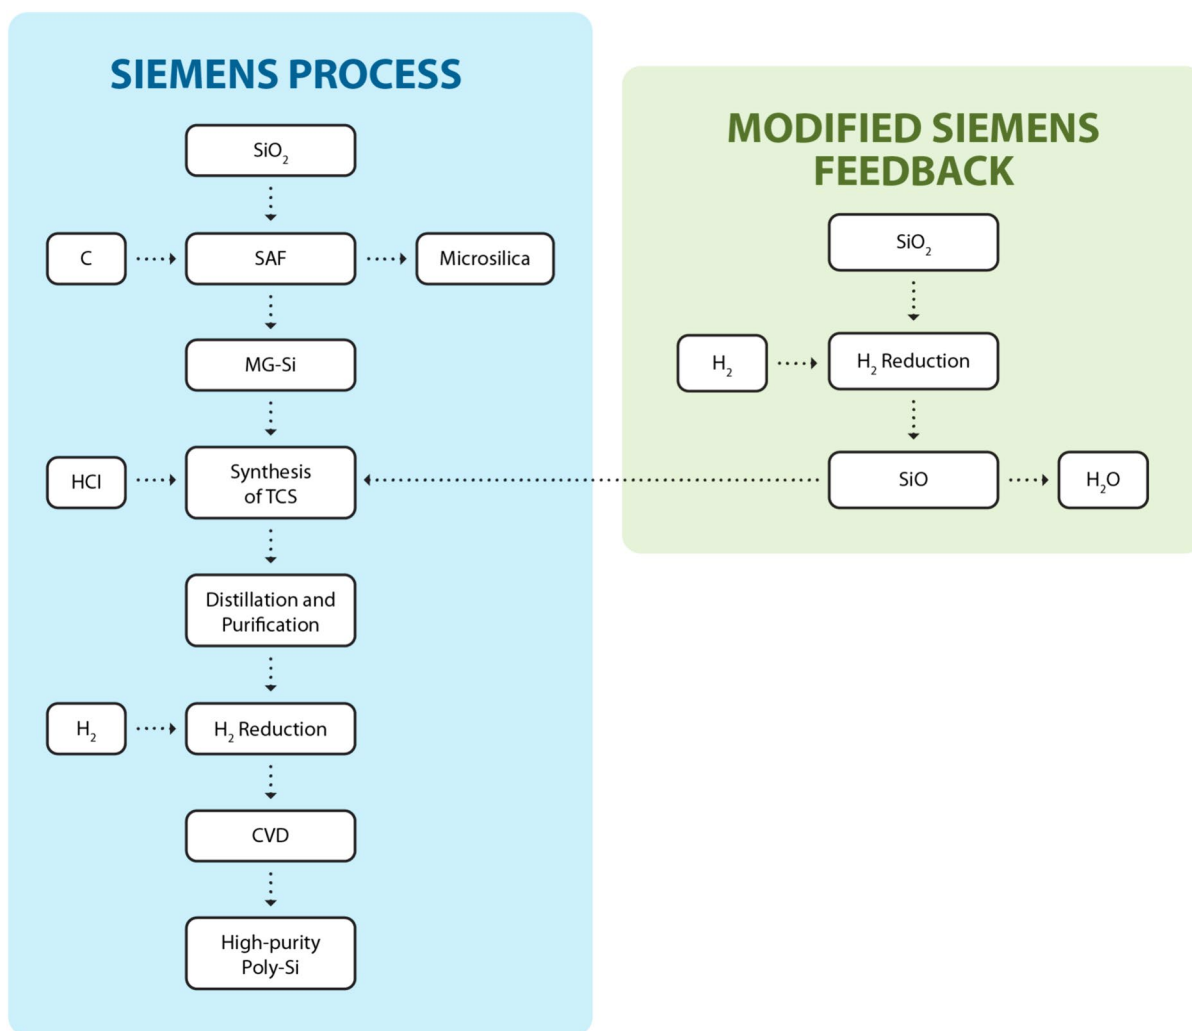 SIEMENS PROCESS
SiO₂
C
SAF
Microsilica
MG-Si
HCl
Synthesis
of TCS
Distillation and
Purification
H₂
H₂ Reduction
CVD
High-purity
Poly-Si
MODIFIED SIEMENS
FEEDBACK
SiO₂
H₂
H₂ Reduction
SiO
H₂O